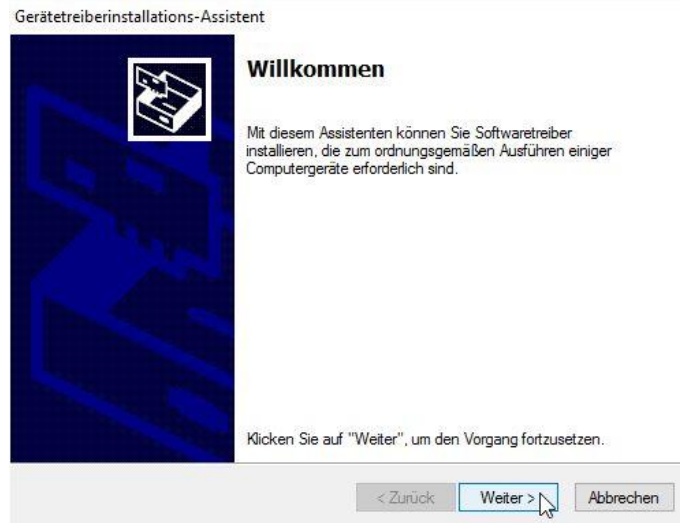 Gerätetreiberinstallations-Assistent
Willkommen
Mit diesem Assistenten können Sie Softwaretreiber
installieren, die zum ordnungsgemäßen Ausführen einiger
Computergeräte erforderlich sind.
Klicken Sie auf "Weiter", um den Vorgang fortzusetzen.
< Zurück Weiter > Abbrechen